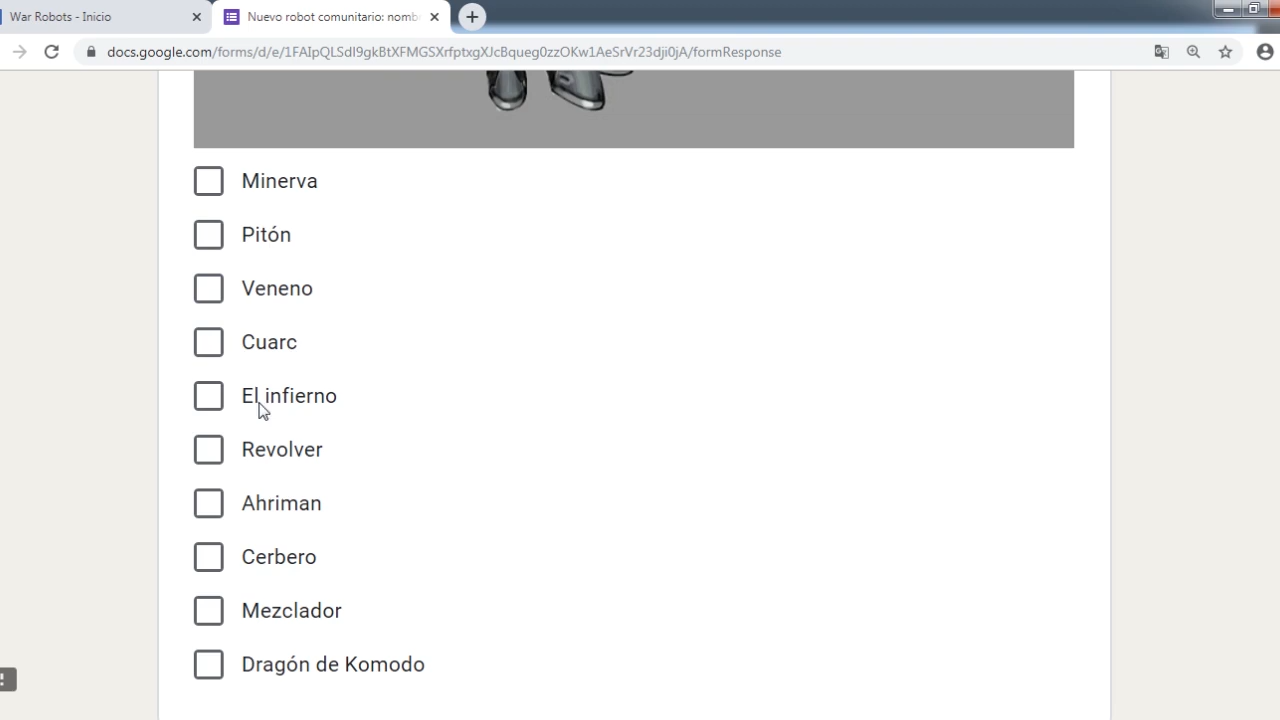 War Robots - Inicio
Nuevo robot comunitario: nomb
docs.google.com/forms/d/e/1FAIpQLSdI9gkBtXFMGSXrfptxgXJcBqueg0zzOKw1AeSrVr23dji0jA/formResponse
Minerva
Pitón
Veneno
Cuarc
El infierno
Revolver
Ahriman
Cerbero
Mezclador
Dragón de Komodo